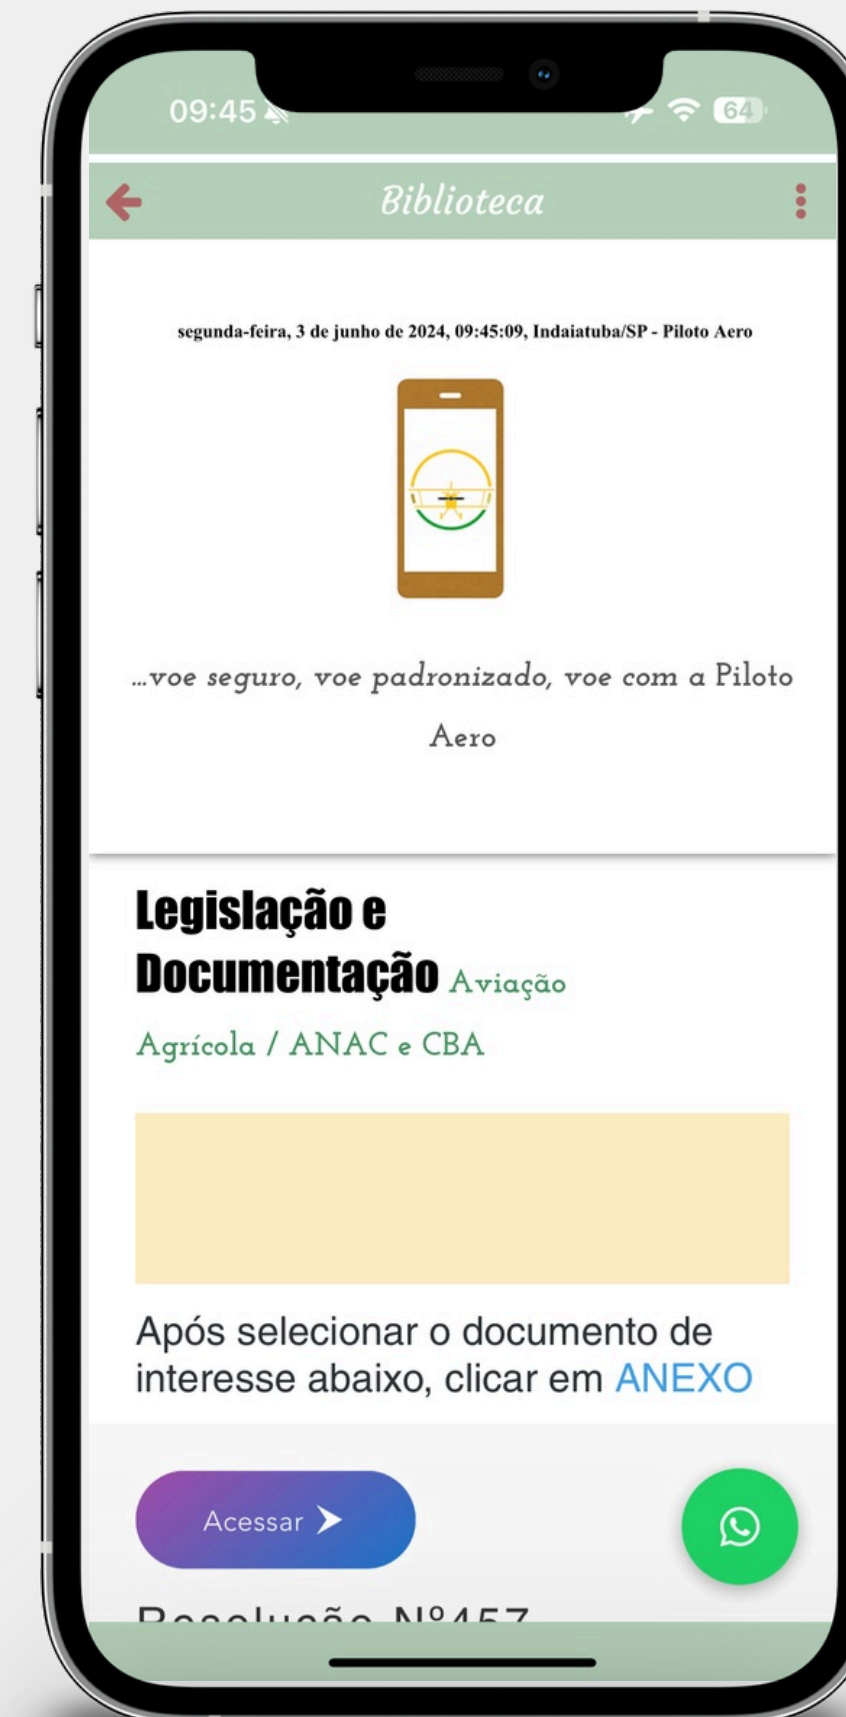 09:45
64
Biblioteca
segunda-feira, 3 de junho de 2024, 09:45:09, Indaiatuba/SP - Piloto Aero
...voe seguro, voe padronizado, voe com a Piloto
Aero
Legislação e
Documentação Aviação
Agrícola / ANAC e CBA
Após selecionar o documento de
interesse abaixo, clicar em ANEXO
Acessar
Resolução Nº457